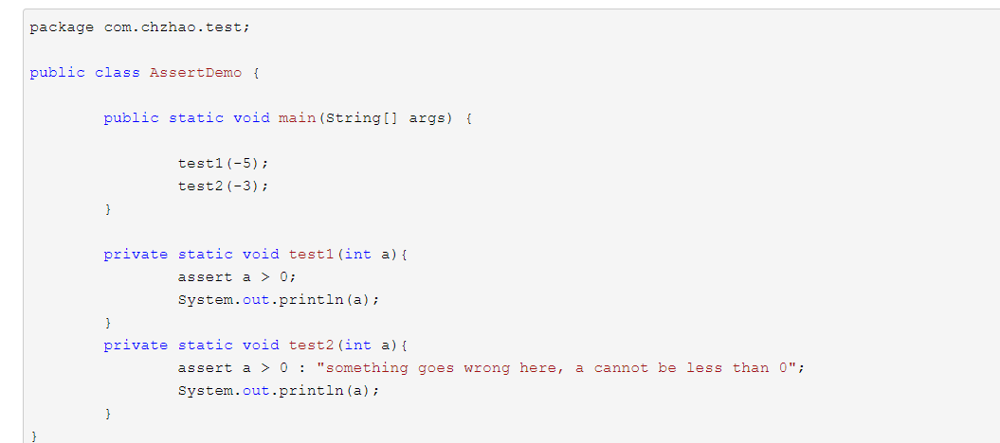 package com.chzhao.test;
public class AssertDemo {
public static void main(String[] args) {
test1(-5);
test2(-3);
}
private static void test1(int a){
assert a > 0;
System.out.println(a);
}
private static void test2(int a){
assert a > 0 : "something goes wrong here, a cannot be less than 0";
System.out.println(a);
}
}